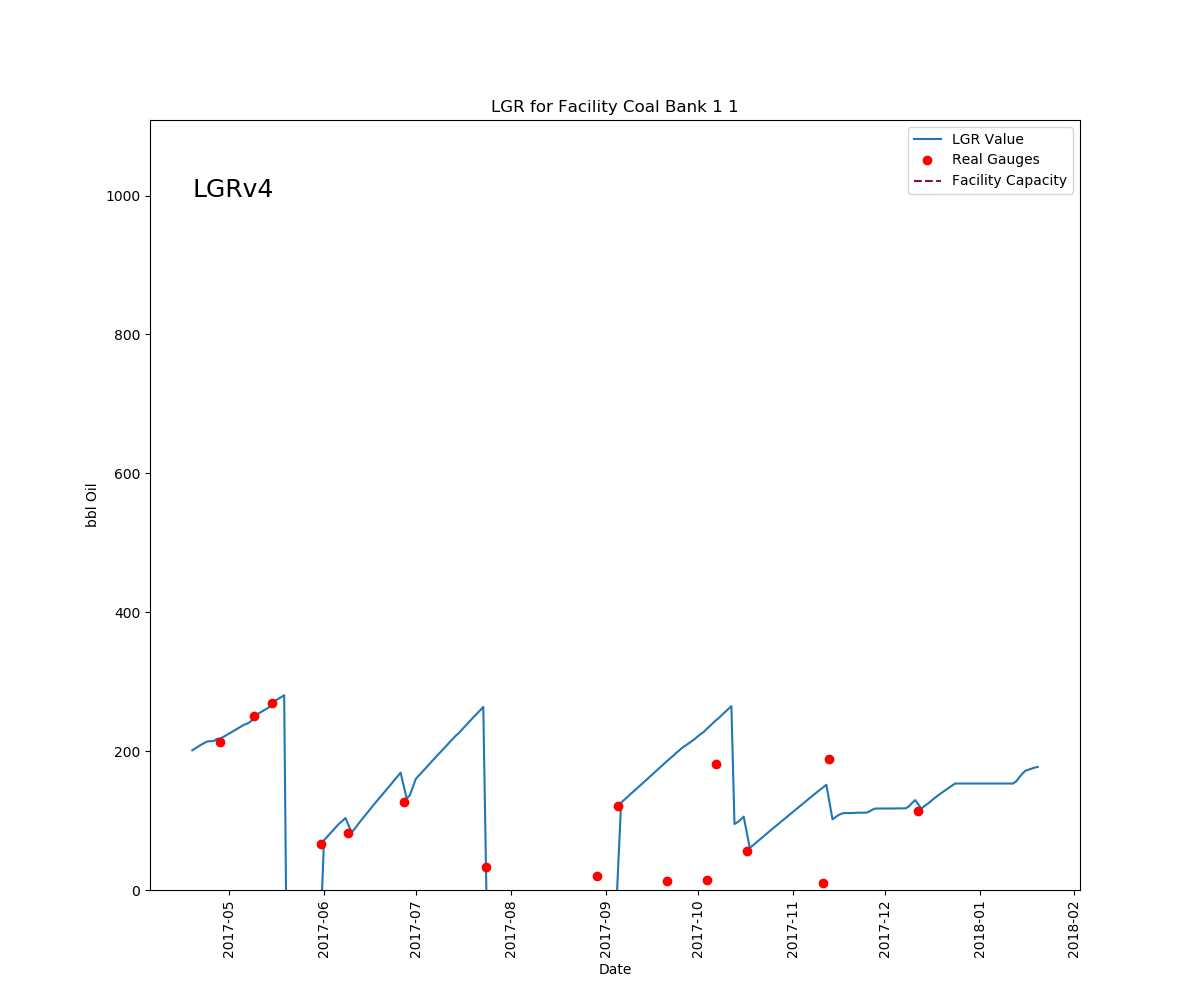 LGR for Facility Coal Bank 1 1
LGRv4
LGR Value
Real Gauges
Facility Capacity
1000
800
600
400
200
0
bbl Oil
2017-05
2017-06
2017-07
2017-08
2017-09
2017-10
2017-11
2017-12
2018-01
2018-02
Date